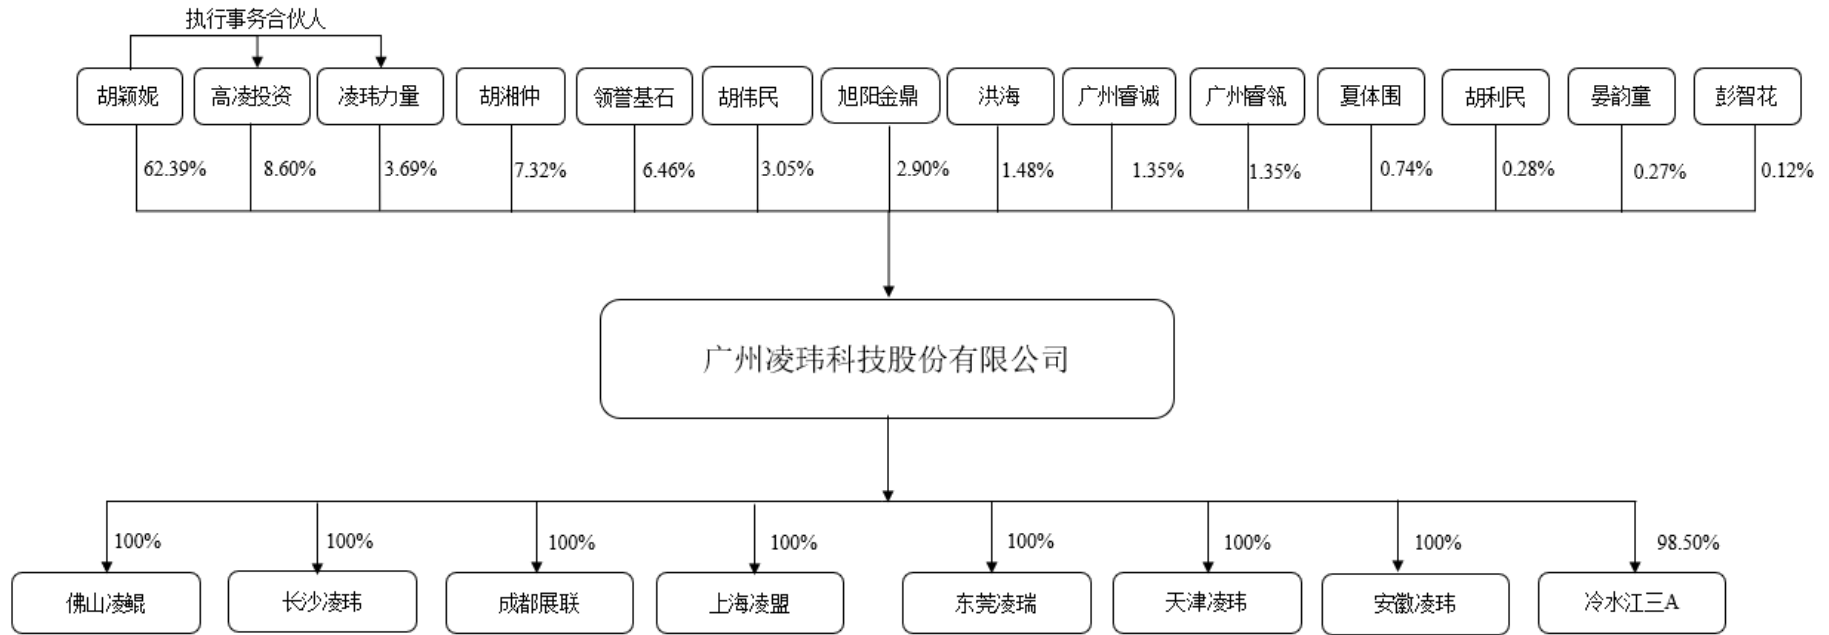 执行事务合伙人
胡颖妮 高凌投资 凌玮力量 胡湘仲 领誉基石 胡伟民 旭阳金鼎 洪海 广州睿诚 广州睿瓴 夏体围 胡利民 晏韵童 彭智花
62.39% 8.60% 3.69% 7.32% 6.46% 3.05% 2.90% 1.48% 1.35% 1.35% 0.74% 0.28% 0.27% 0.12%
广州凌玮科技股份有限公司
100% 100% 100% 100% 100% 100% 100% 98.50%
佛山凌鲲 长沙凌玮 成都展联 上海凌盟 东莞凌瑞 天津凌玮 安徽凌玮 冷水江三A